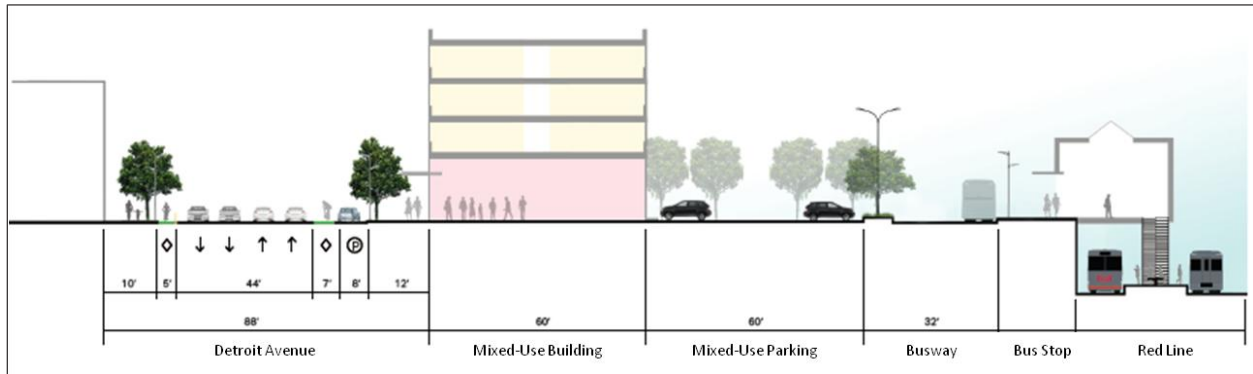 P
10' 5' 44' 7' 8' 12'
88' 60' 60' 32'
Detroit Avenue Mixed-Use Building Mixed-Use Parking Busway Bus Stop Red Line